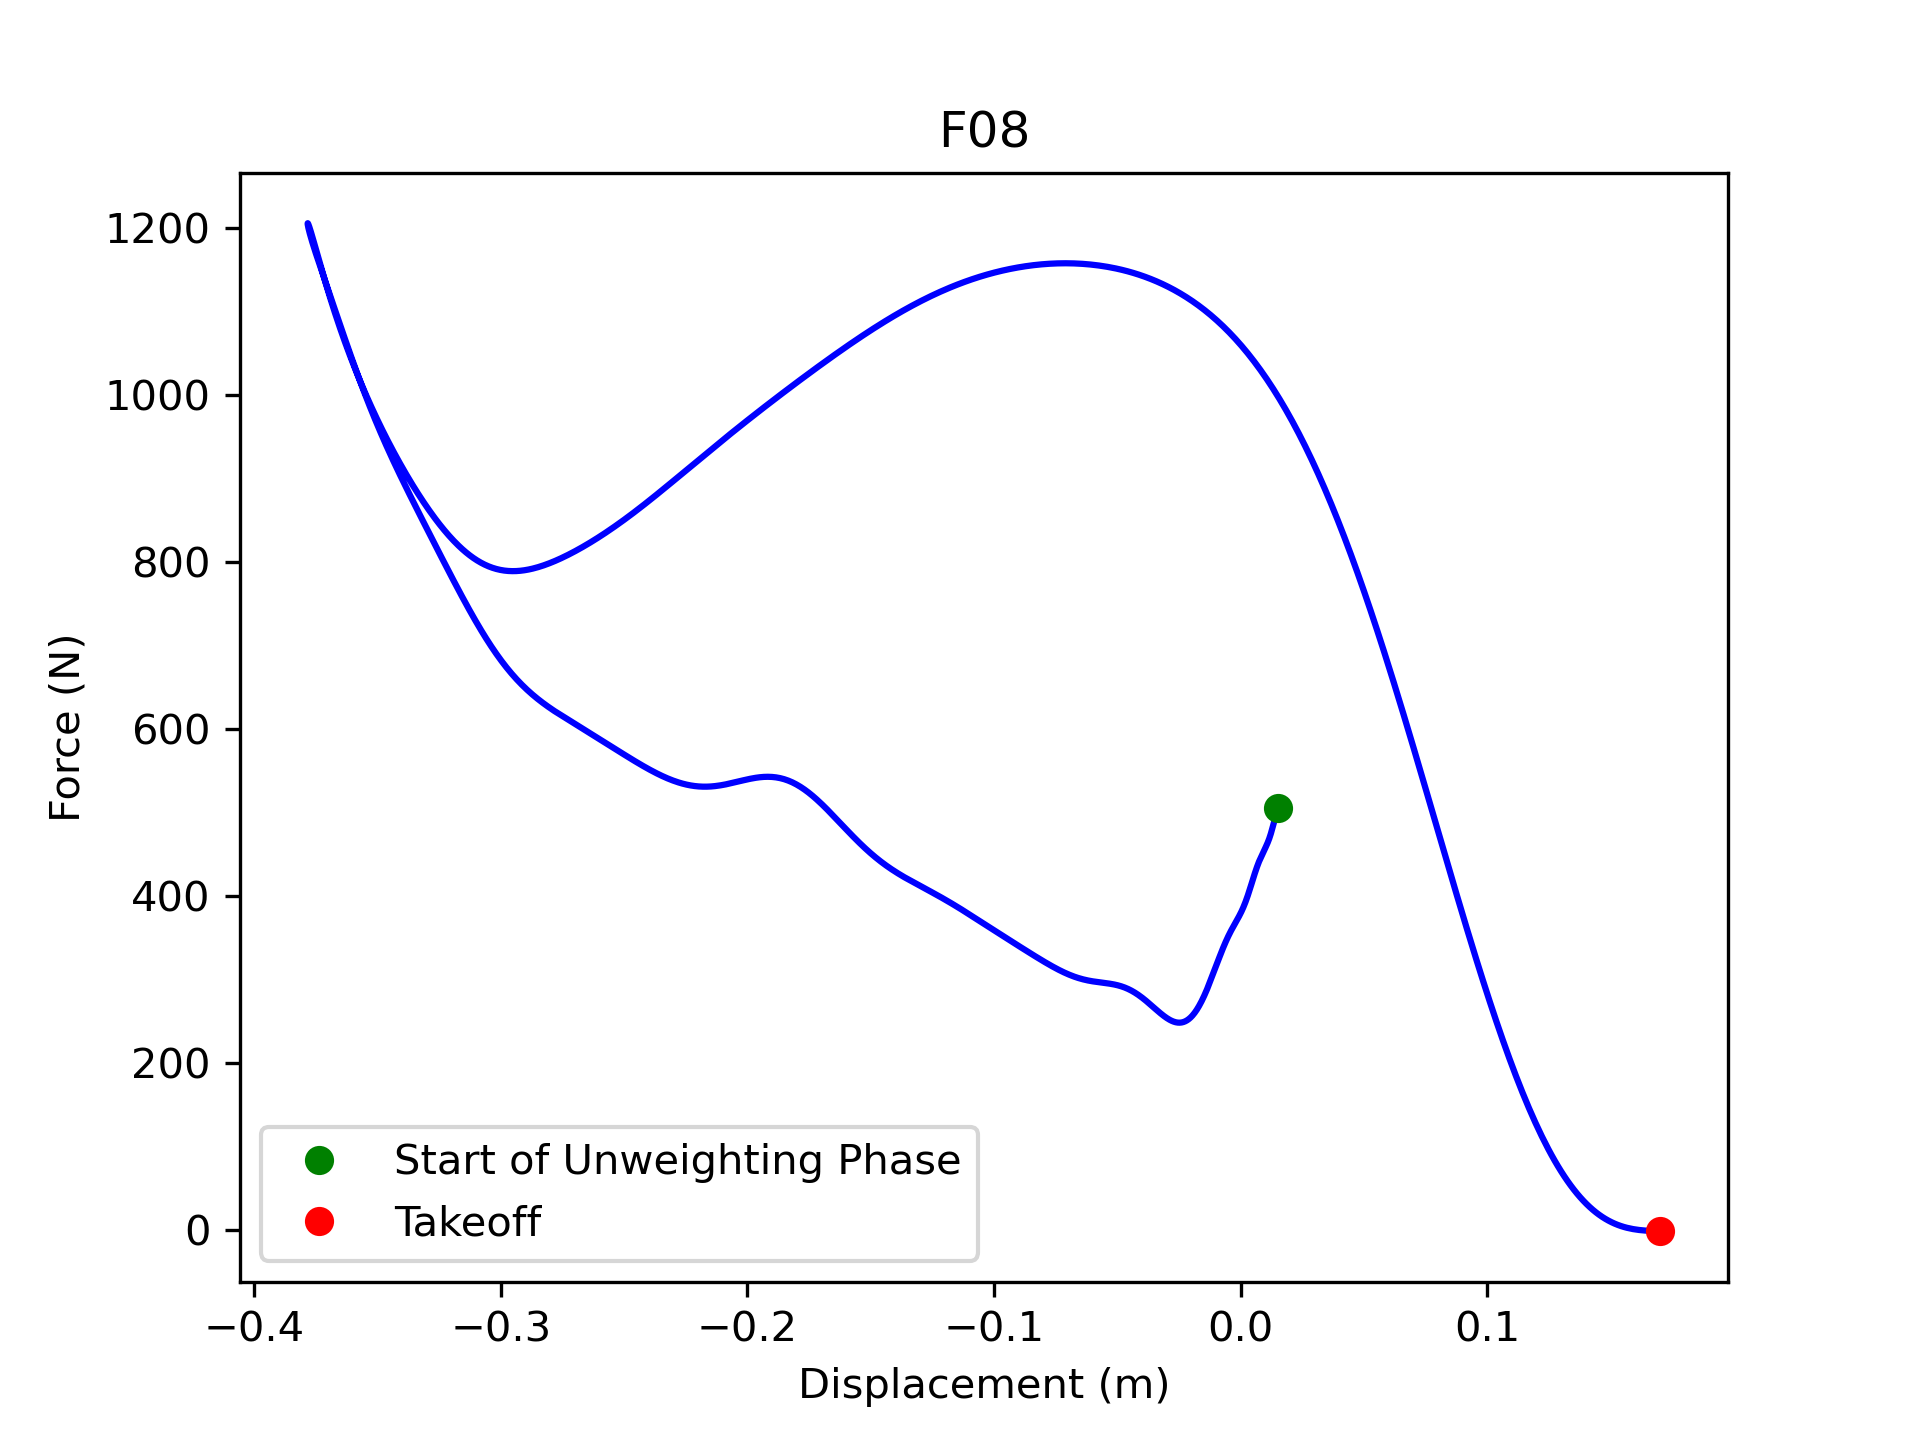 F08
1200
1000
800
600
400
200
0
Force (N)
Start of Unweighting Phase
Takeoff
−0.4 −0.3 −0.2 −0.1 0.0 0.1
Displacement (m)